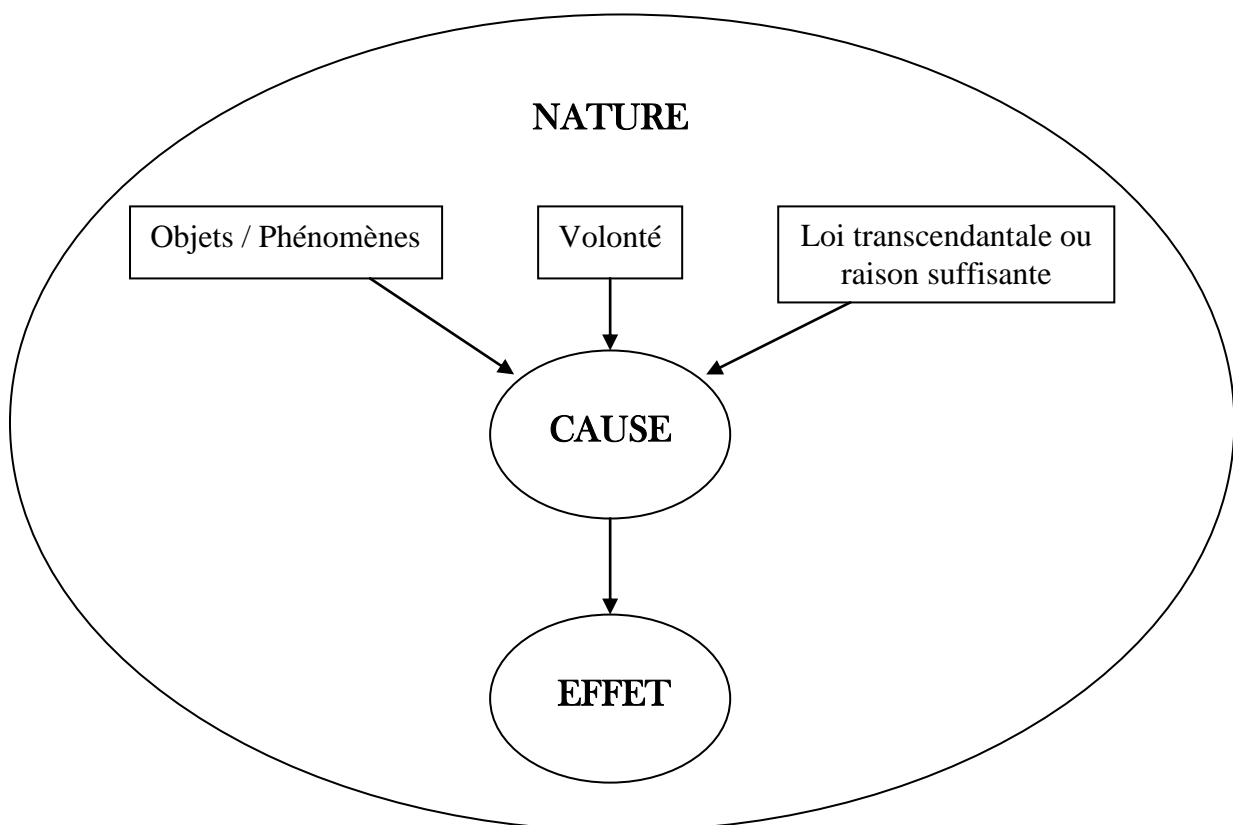 NATURE
Objets / Phénomènes
Volonté
Loi transcendantale ou
raison suffisante
CAUSE
EFFET